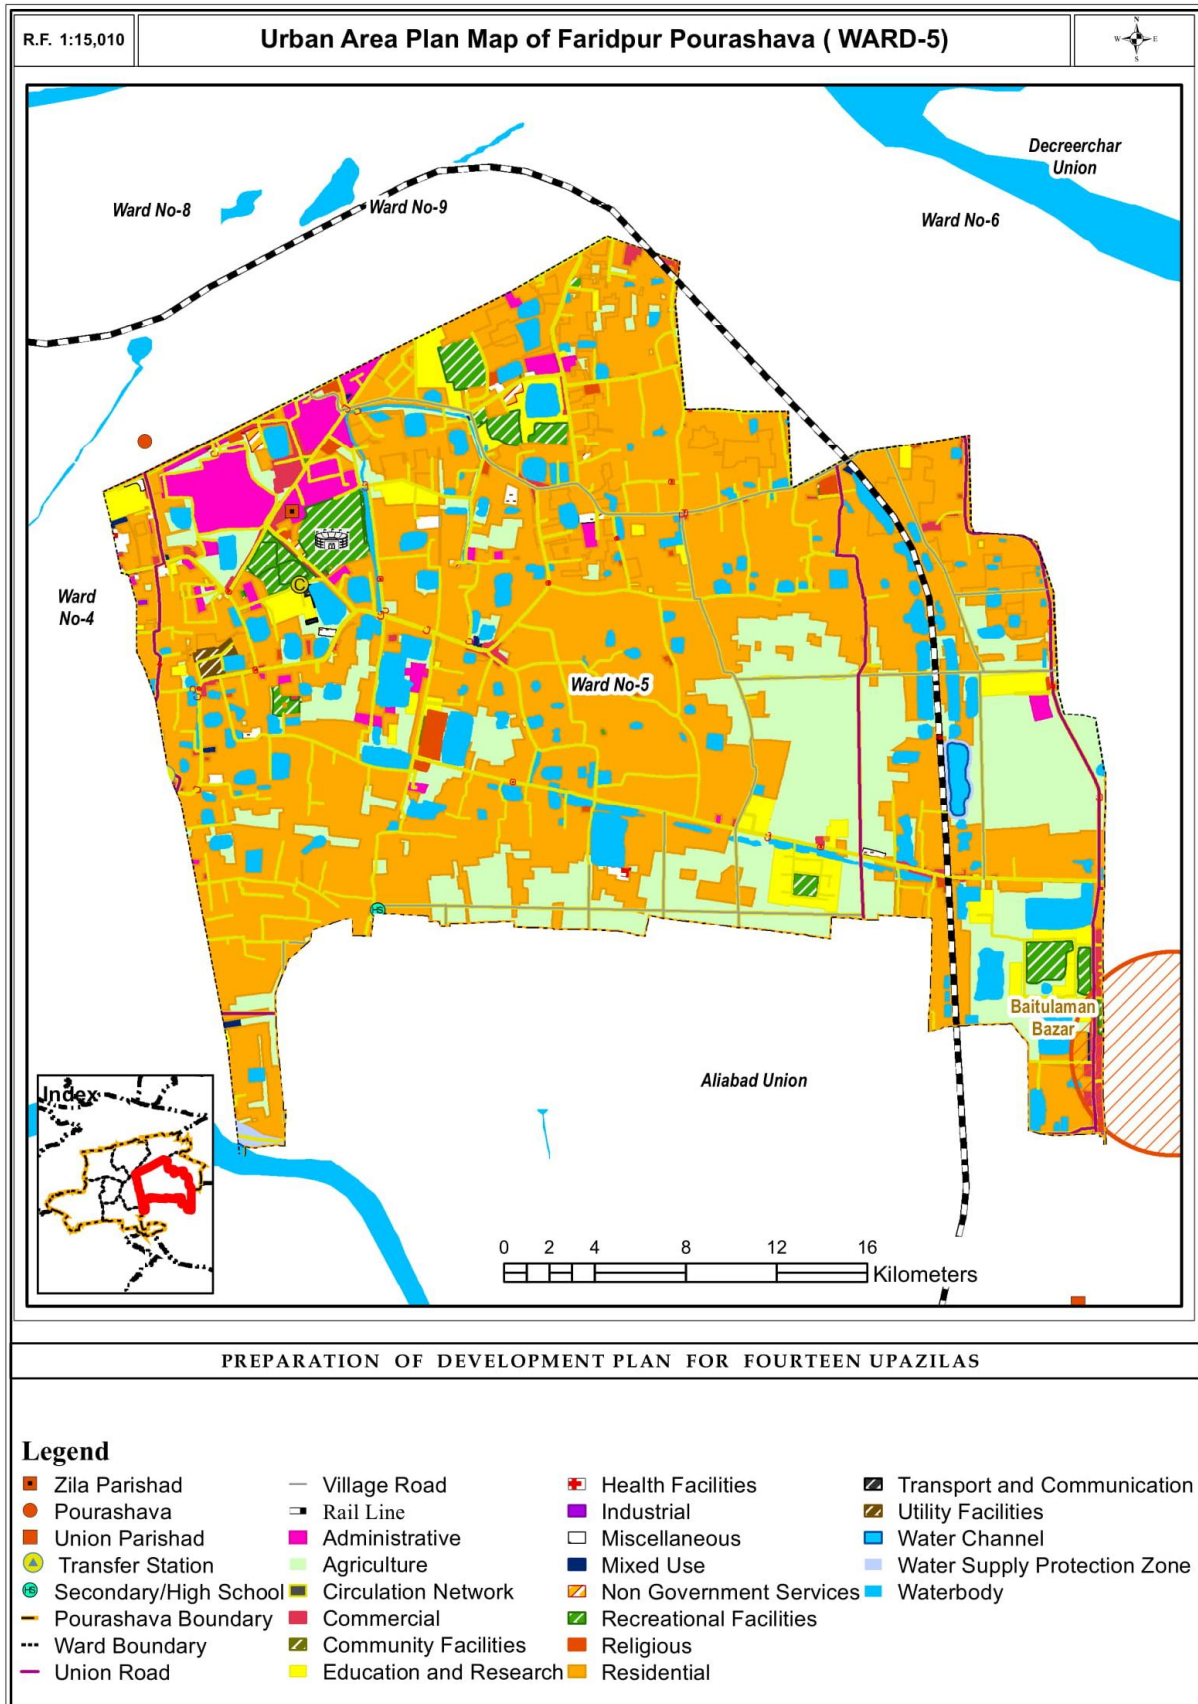 R.F. 1:15,010
Urban Area Plan Map of Faridpur Pourashava ( WARD-5)
N
W E
S
Decreerchar
Union
Ward No-8
Ward No-9
Ward No-6
Ward
No-4
C
Ward No-5
HS
Baitulaman
Bazar
Aliabad Union
Index
0 2 4 8 12 16
Kilometers
PREPARATION OF DEVELOPMENT PLAN FOR FOURTEEN UPAZILAS
Legend
Zila Parishad
Pourashava
Union Parishad
Transfer Station
HS Secondary/High School
Pourashava Boundary
Ward Boundary
Union Road
Village Road
Rail Line
Administrative
Agriculture
Circulation Network
Commercial
Community Facilities
Education and Research
Health Facilities
Industrial
Miscellaneous
Mixed Use
Non Government Services
Recreational Facilities
Religious
Residential
Transport and Communication
Utility Facilities
Water Channel
Water Supply Protection Zone
Waterbody